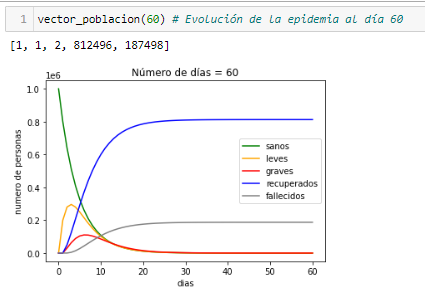 1 vector_poblacion(60) # Evolución de la epidemia al día 60
[1, 1, 2, 812496, 187498]
Número de días = 60
1e6
1.0
0.8
0.6
0.4
0.2
0.0
numero de personas
sanos
leves
graves
recuperados
fallecidos
0 10 20 30 40 50 60
dias